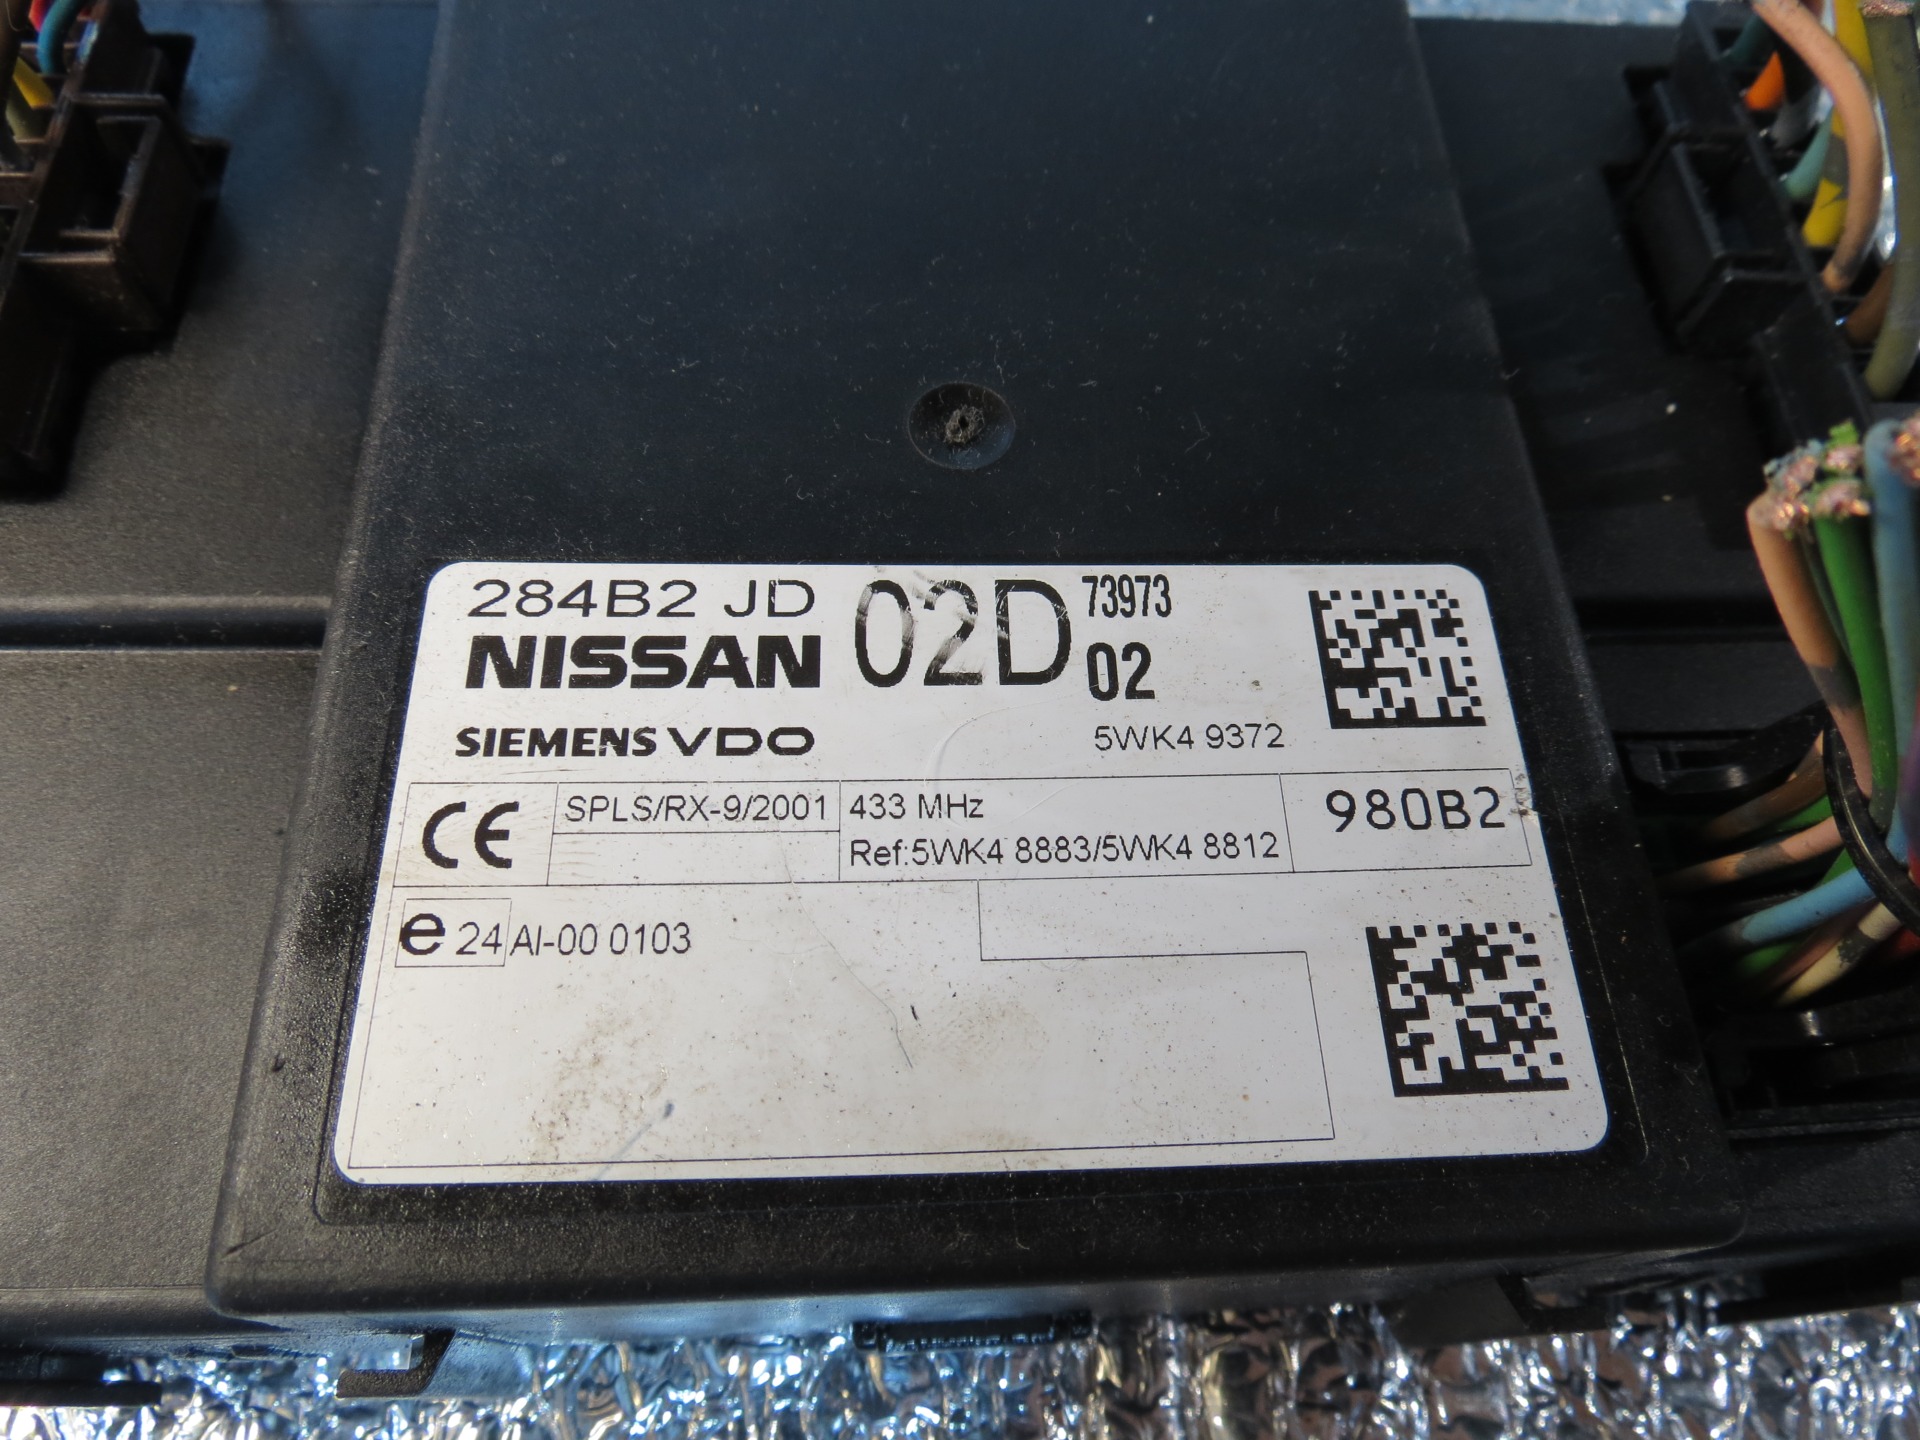 284B2 JD 02D 73973
NISSAN 02
SIEMENS VDO 5WK4 9372
CE SPLS/RX-9/2001 433 MHz 980B2
Ref:5WK4 8883/5WK4 8812
e 24 AI-00 0103